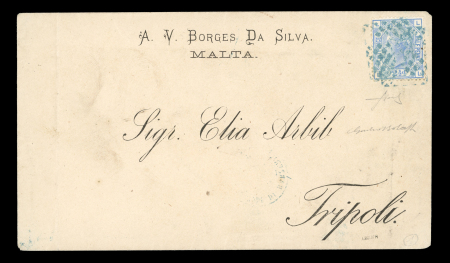 A. V. Borges Da Silva.
MALTA.
Sigr. Elia Arbib
Tripoli.